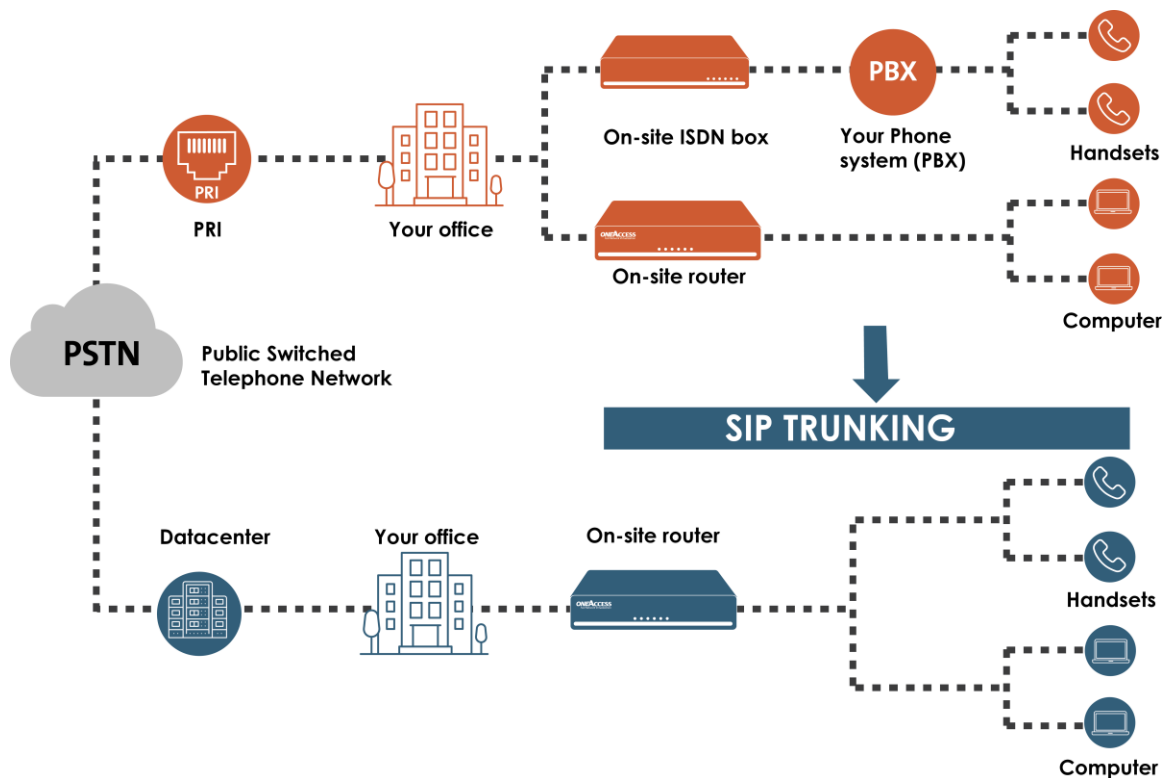 PBX
On-site ISDN box
Your Phone
system (PBX)
Handsets
PRI
PRI
Your office
ONEACCESS
On-site router
Computer
PSTN
Public Switched
Telephone Network
SIP TRUNKING
Datacenter
Your office
On-site router
ONEACCESS
Handsets
Computer